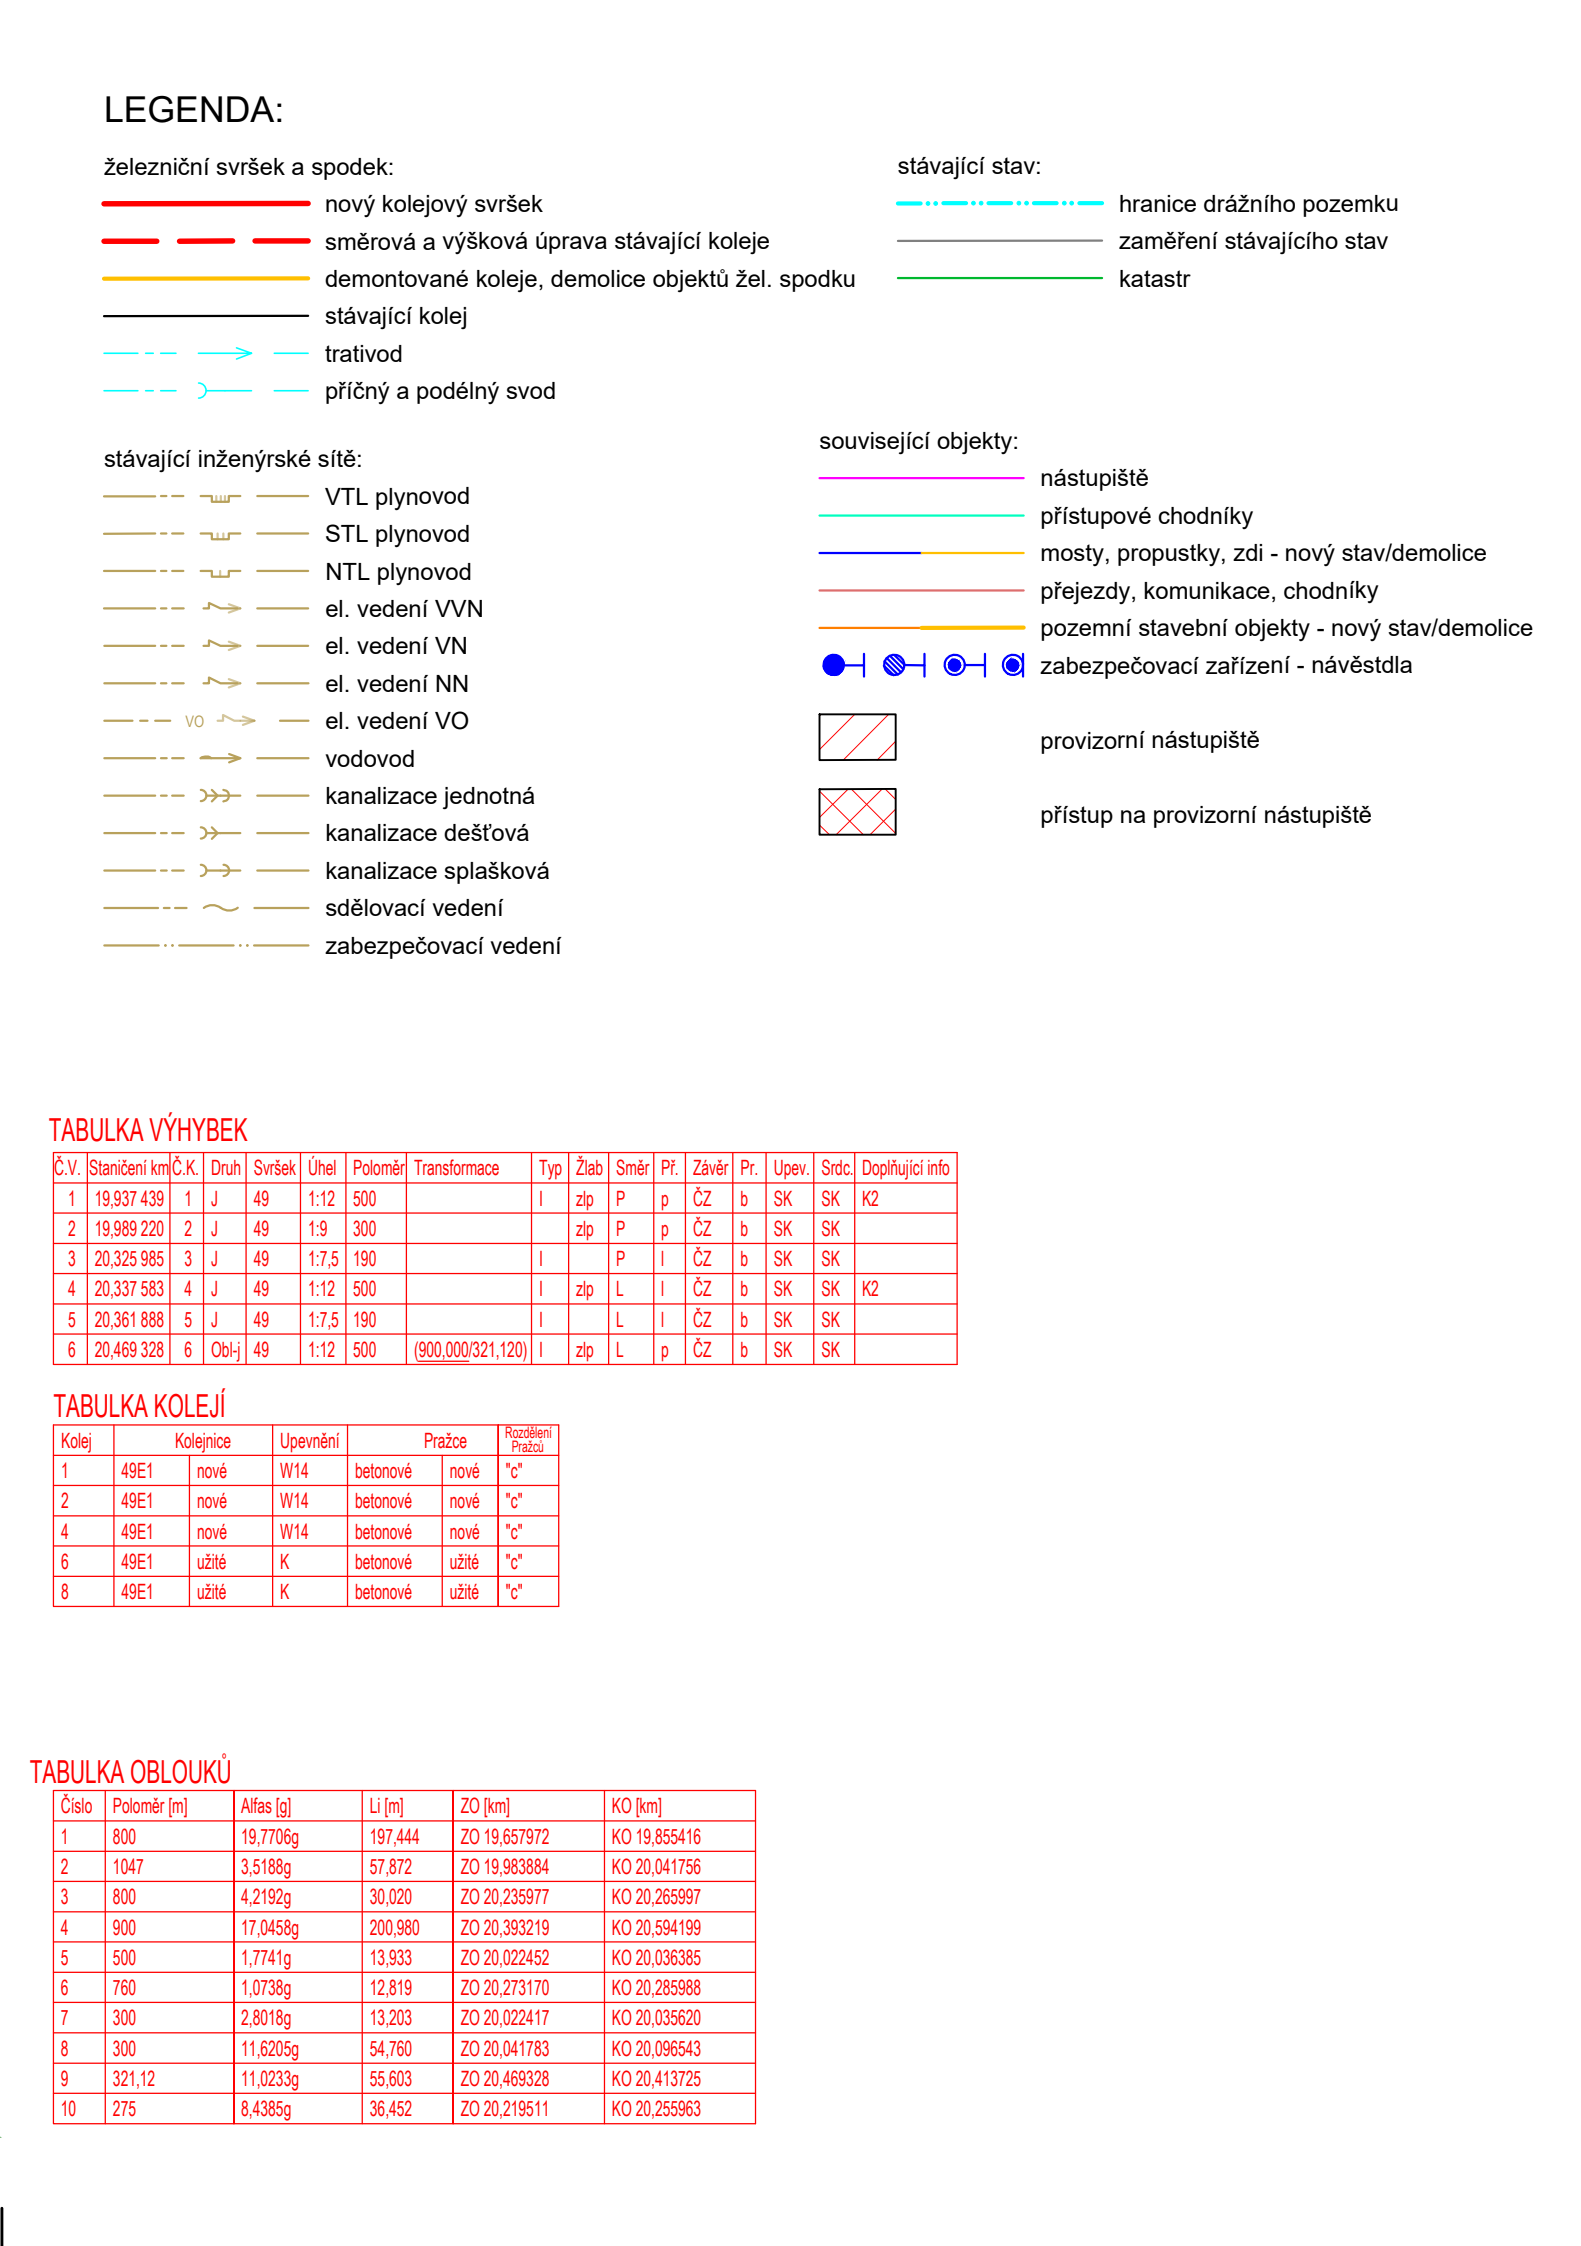 LEGENDA:
železniční svršek a spodek:
nový kolejový svršek
směrová a výšková úprava stávající koleje
demontované koleje, demolice objektů žel. spodku
stávající kolej
trativod
příčný a podélný svod
stávající stav:
hranice drážního pozemku
zaměření stávajícího stav
katastr
stávající inženýrské sítě:
VTL plynovod
STL plynovod
NTL plynovod
el. vedení VVN
el. vedení VN
el. vedení NN
VO el. vedení VO
vodovod
kanalizace jednotná
kanalizace dešťová
kanalizace splašková
sdělovací vedení
zabezpečovací vedení
související objekty:
nástupiště
přístupové chodníky
mosty, propustky, zdi - nový stav/demolice
přejezdy, komunikace, chodníky
pozemní stavební objekty - nový stav/demolice
zabezpečovací zařízení - návěstdla
provizorní nástupiště
přístup na provizorní nástupiště
TABULKA VÝHYBEK
Č.V. Staničení km Č.K. Druh Svršek Úhel Poloměr Transformace Typ Žlab Směr Př. Závěr Pr. Upev. Srdc. Doplňující info
1 19,937 439 1 J 49 1:12 500 I zlp P p ČZ b SK SK K2
2 19,989 220 2 J 49 1:9 300 zlp P p ČZ b SK SK
3 20,325 985 3 J 49 1:7,5 190 I P l ČZ b SK SK
4 20,337 583 4 J 49 1:12 500 I zlp L l ČZ b SK SK K2
5 20,361 888 5 J 49 1:7,5 190 I L l ČZ b SK SK
6 20,469 328 6 Obl-j 49 1:12 500 (900,000/321,120) I zlp L p ČZ b SK SK
TABULKA KOLEJÍ
Kolej Kolejnice Upevnění Pražce Rozdělení Pražců
1 49E1 nové W14 betonové nové "c"
2 49E1 nové W14 betonové nové "c"
4 49E1 nové W14 betonové nové "c"
6 49E1 užité K betonové užité "c"
8 49E1 užité K betonové užité "c"
TABULKA OBLOUKŮ
Číslo Poloměr [m] Alfas [g] Li [m] ZO [km] KO [km]
1 800 19,7706g 197,444 ZO 19,657972 KO 19,855416
2 1047 3,5188g 57,872 ZO 19,983884 KO 20,041756
3 800 4,2192g 30,020 ZO 20,235977 KO 20,265997
4 900 17,0458g 200,980 ZO 20,393219 KO 20,594199
5 500 1,7741g 13,933 ZO 20,022452 KO 20,036385
6 760 1,0738g 12,819 ZO 20,273170 KO 20,285988
7 300 2,8018g 13,203 ZO 20,022417 KO 20,035620
8 300 11,6205g 54,760 ZO 20,041783 KO 20,096543
9 321,12 11,0233g 55,603 ZO 20,469328 KO 20,413725
10 275 8,4385g 36,452 ZO 20,219511 KO 20,255963